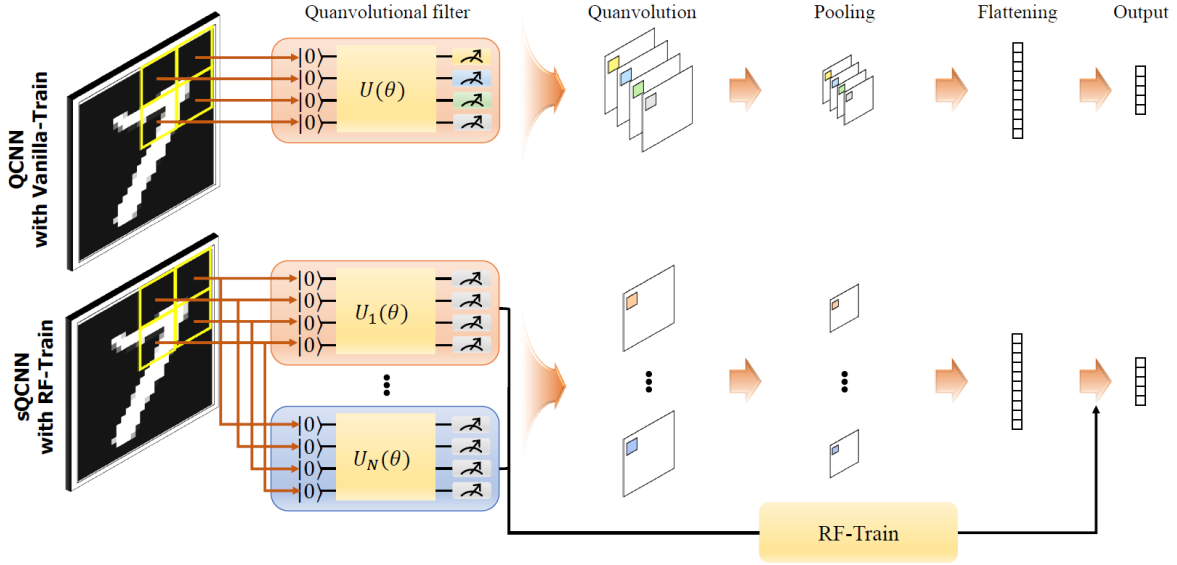 Quanvolutional filter
Quanvolution
Pooling
Flattening
Output
QCNN
with Vanilla-Train
|0⟩
|0⟩
|0⟩
|0⟩
U(θ)
sQCNN
with RF-Train
|0⟩
|0⟩
|0⟩
|0⟩
U₁(θ)
|0⟩
|0⟩
|0⟩
|0⟩
U_N(θ)
RF-Train